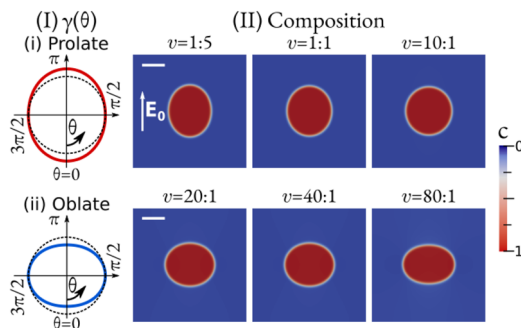 (I) γ(θ)
(II) Composition
(i) Prolate
v=1:5
v=1:1
v=10:1
π
π/2
3π/2
θ
θ=0
E₀
c
0
1
(ii) Oblate
v=20:1
v=40:1
v=80:1
π
π/2
3π/2
θ
θ=0